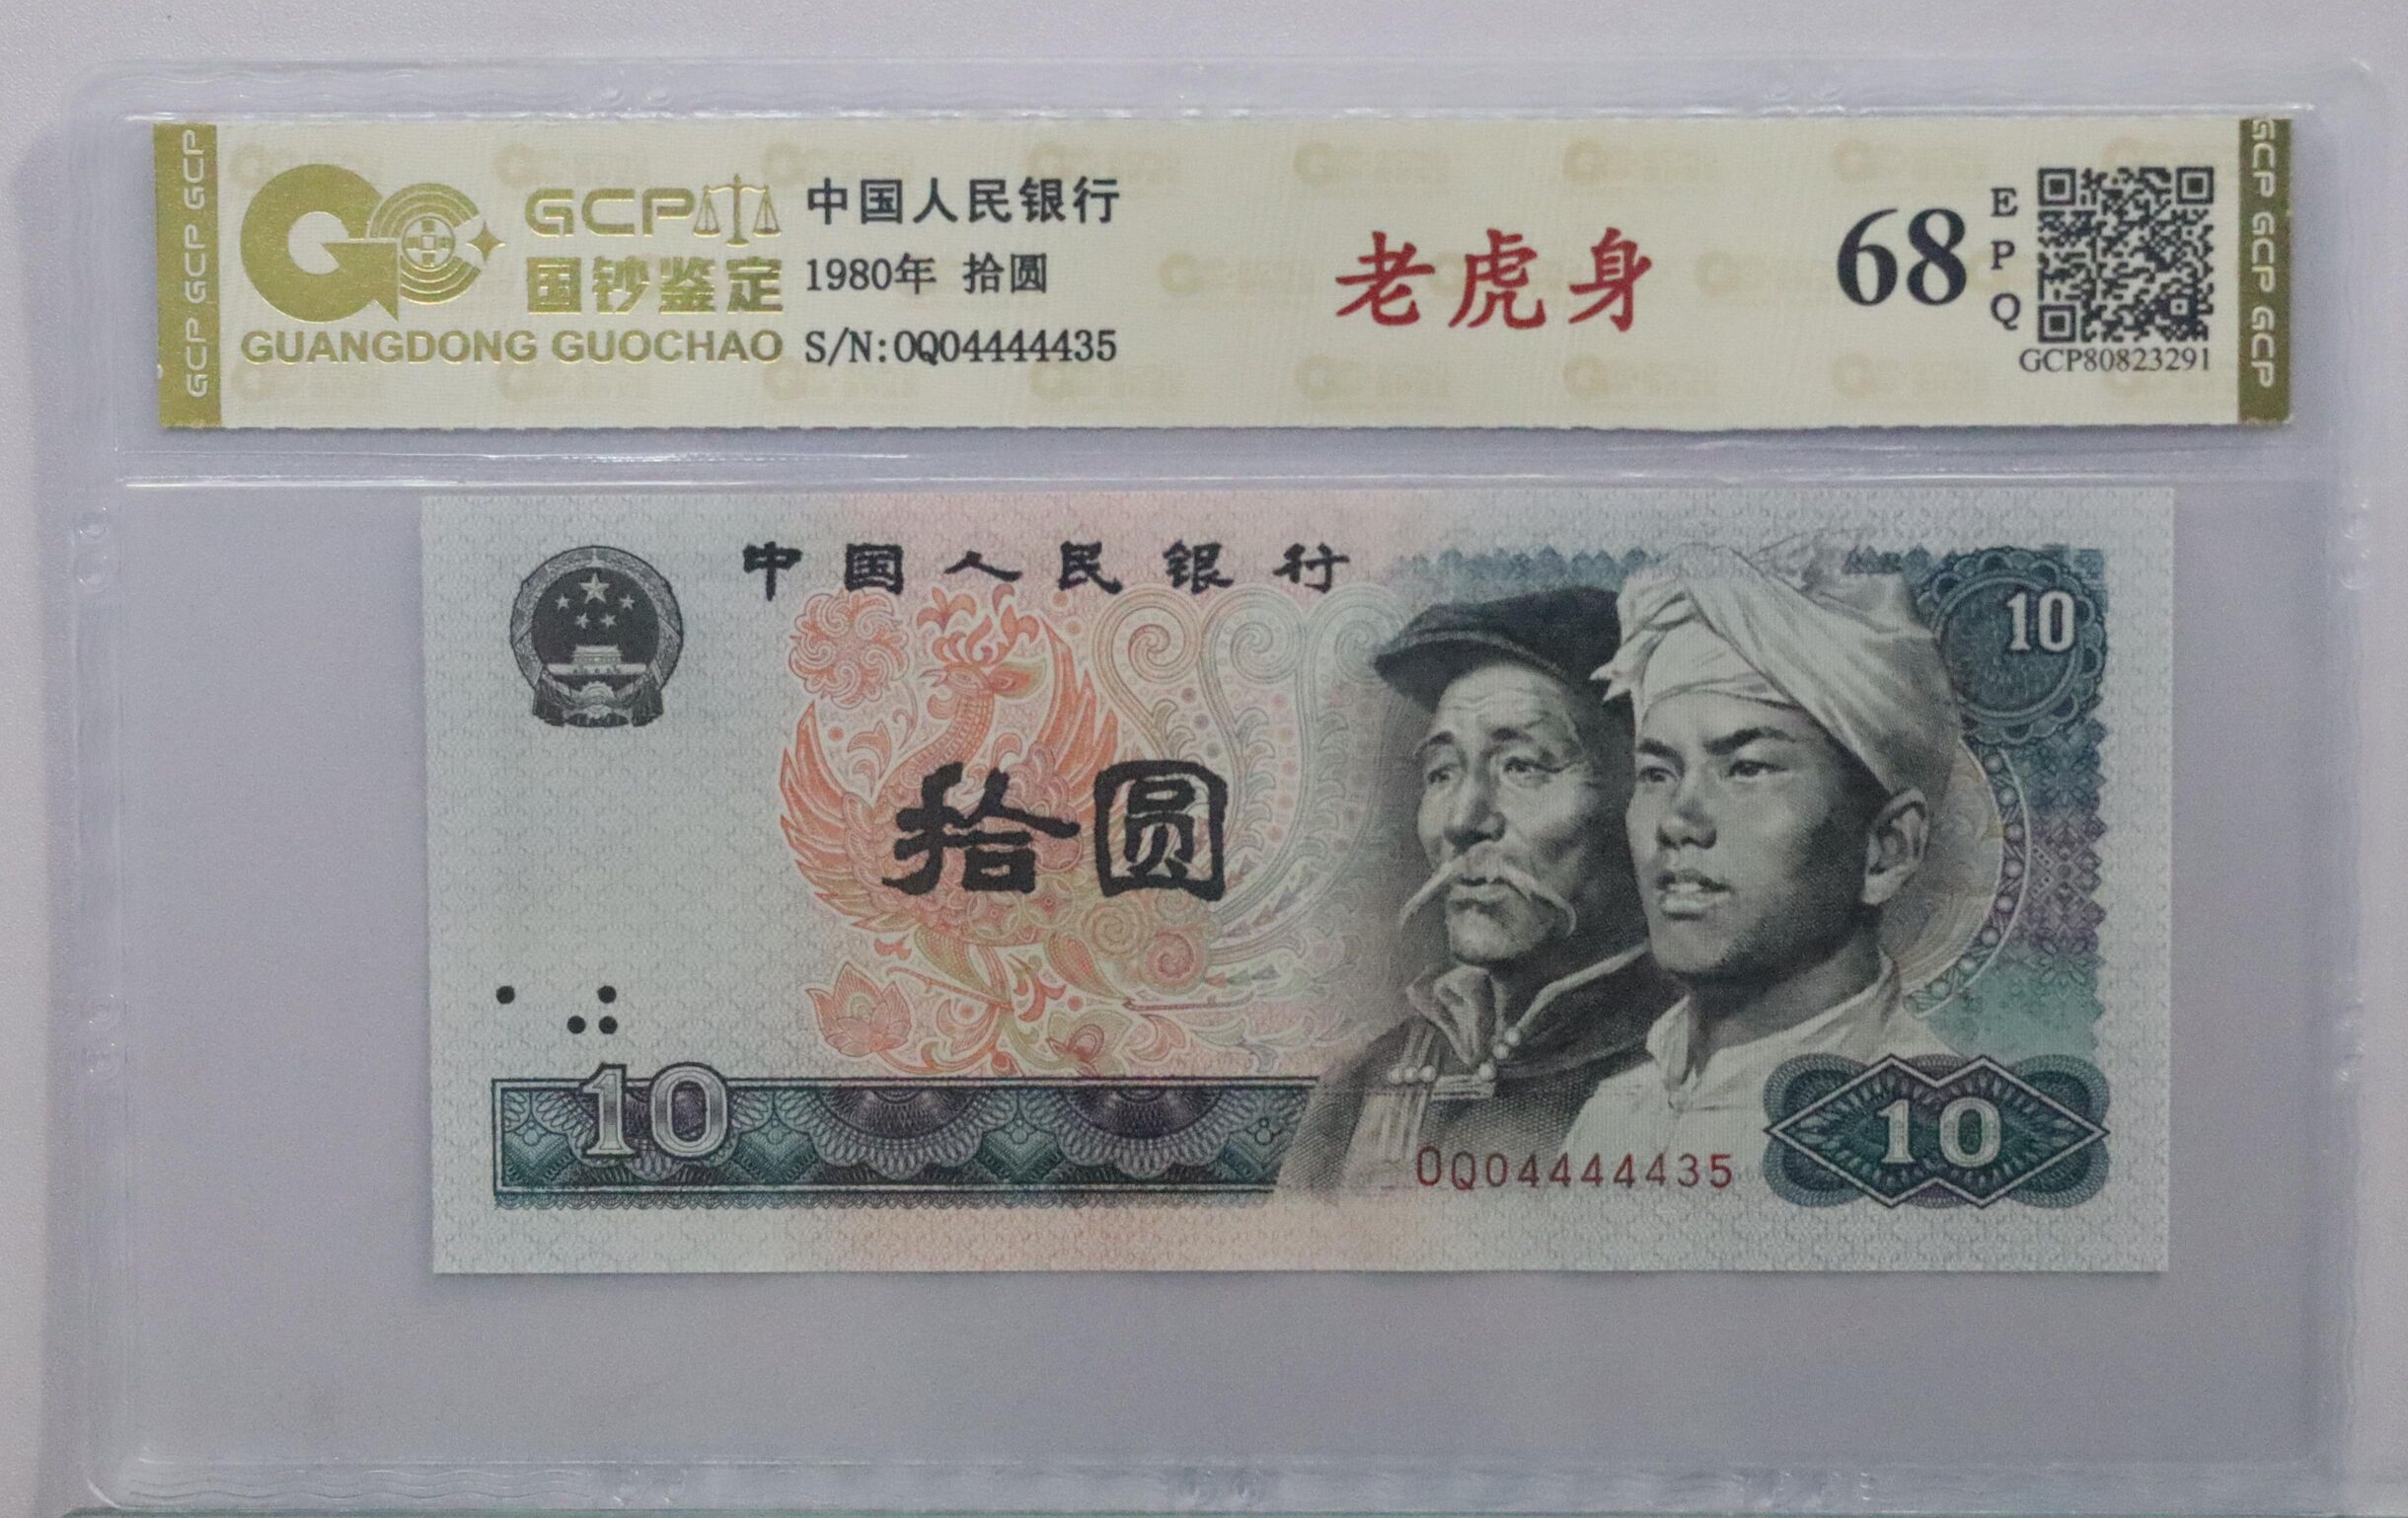 GCP GCP GCP
GCP
国钞鉴定
GUANGDONG GUOCHAO
中国人民银行
1980年 拾圆
S/N:0Q04444435
老虎身
68
E
P
Q
GCP80823291
GCP GCP GCP
中国人民银行
10
拾圆
10
0Q04444435
10